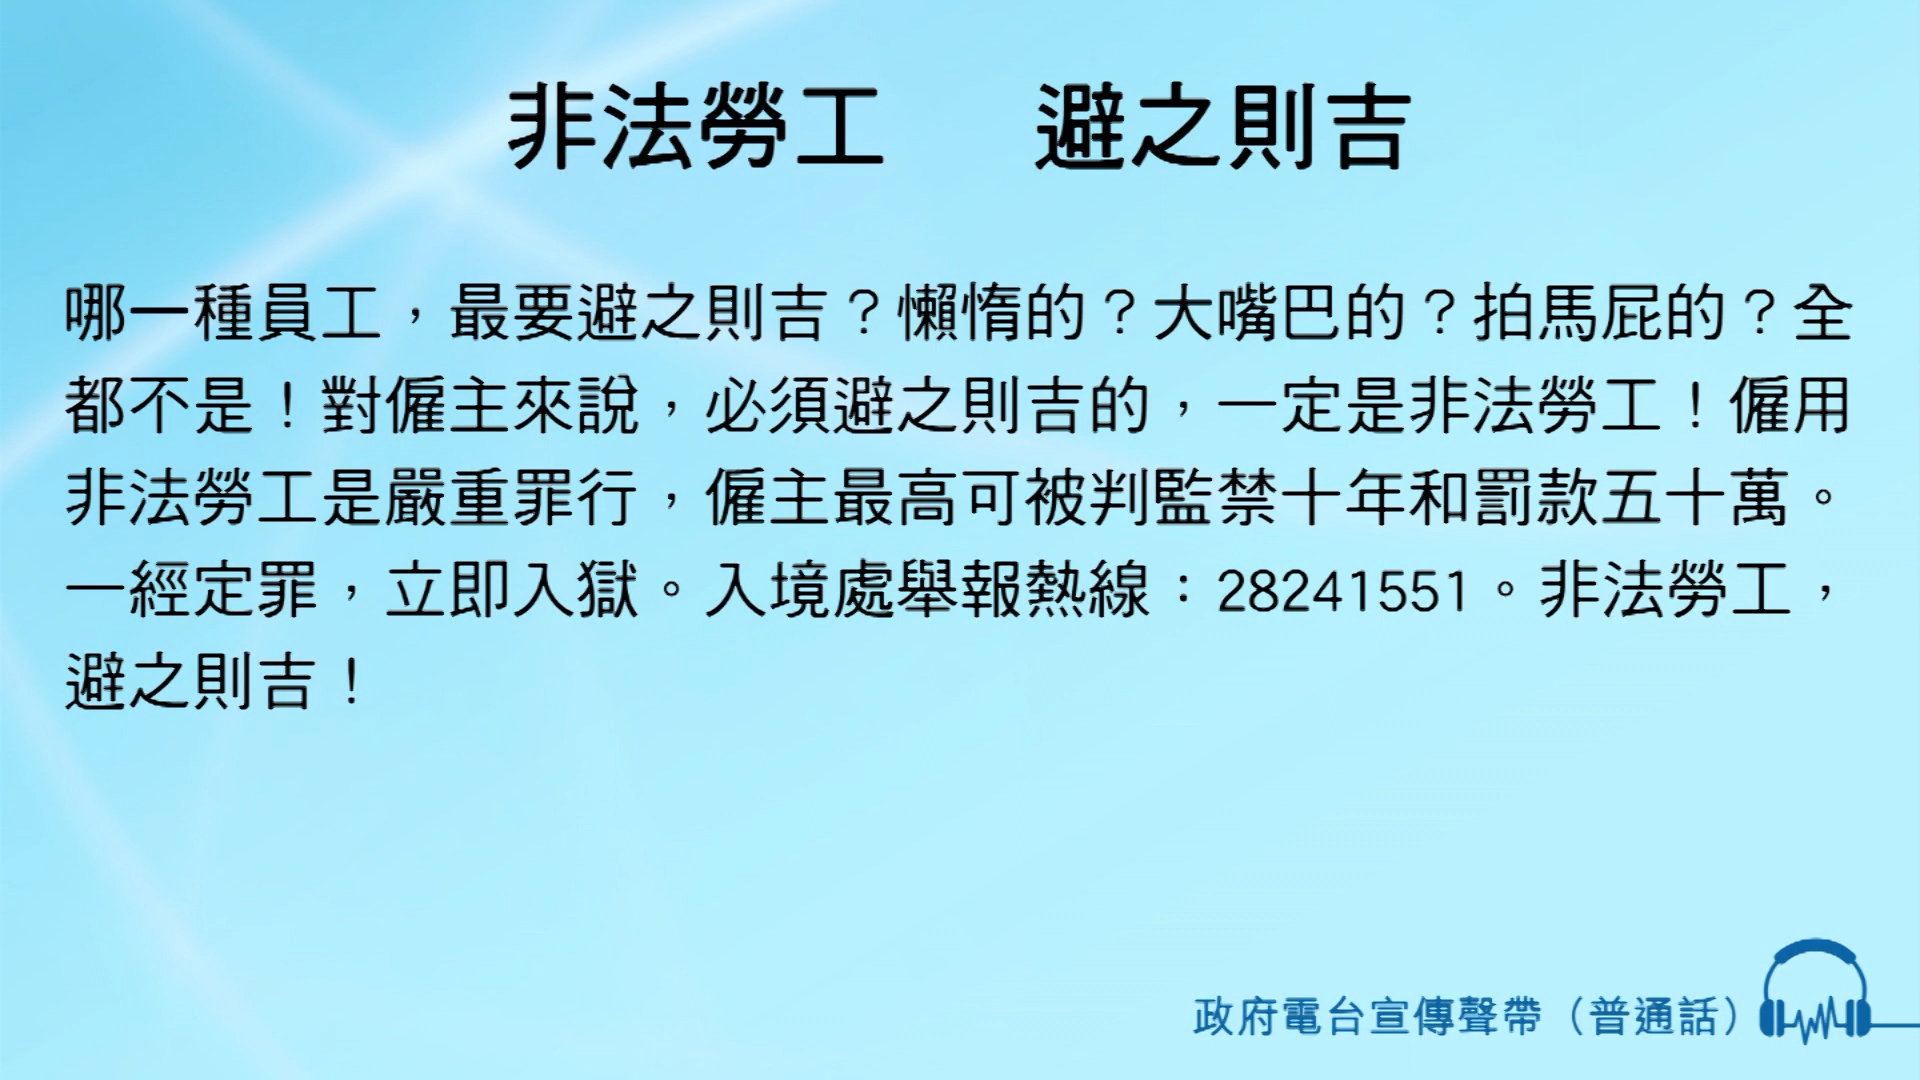 非法勞工　避之則吉
哪一種員工，最要避之則吉？懶惰的？大嘴巴的？拍馬屁的？全
都不是！對僱主來說，必須避之則吉的，一定是非法勞工！僱用
非法勞工是嚴重罪行，僱主最高可被判監禁十年和罰款五十萬。
一經定罪，立即入獄。入境處舉報熱線：28241551。非法勞工，
避之則吉！
政府電台宣傳聲帶（普通話）